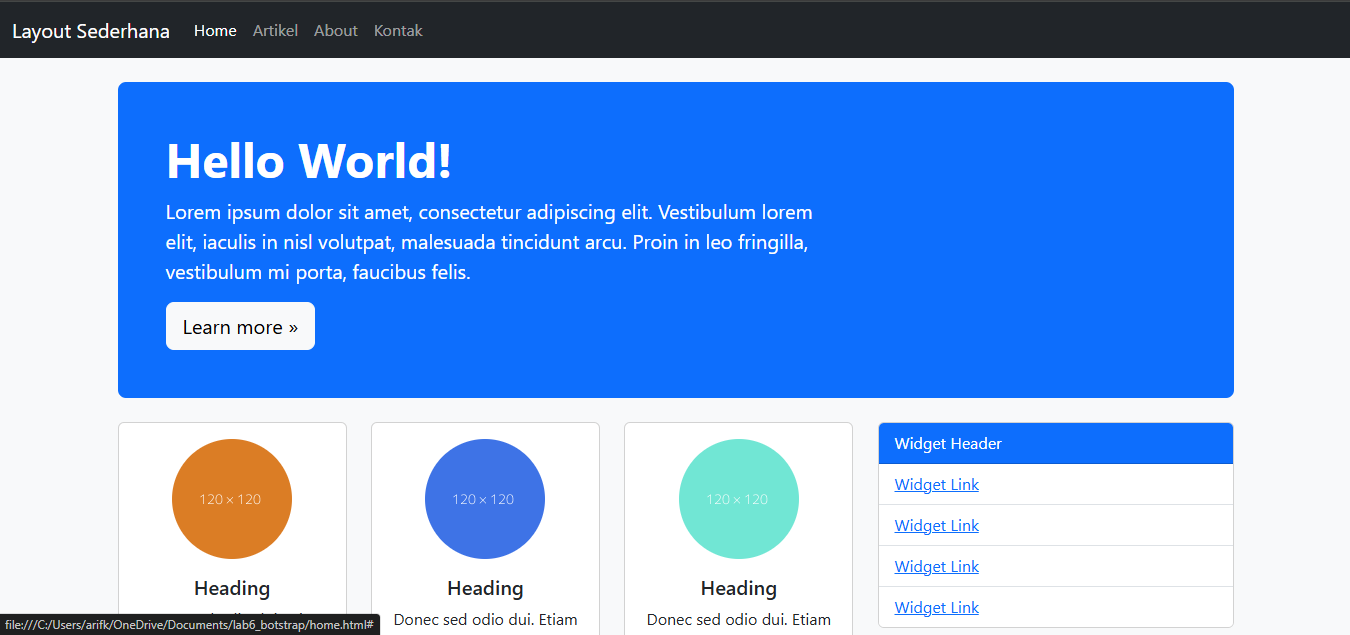 Layout Sederhana Home Artikel About Kontak
Hello World!
Lorem ipsum dolor sit amet, consectetur adipiscing elit. Vestibulum lorem
elit, iaculis in nisl volutpat, malesuada tincidunt arcu. Proin in leo fringilla,
vestibulum mi porta, faucibus felis.
Learn more »
120 × 120
Heading
120 × 120
Heading
Donec sed odio dui. Etiam
120 × 120
Heading
Donec sed odio dui. Etiam
Widget Header
Widget Link
Widget Link
Widget Link
Widget Link
file:///C:/Users/arifk/OneDrive/Documents/lab6_botstrap/home.html#